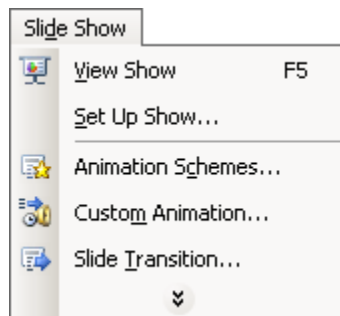 Slide Show
View Show F5
Set Up Show...
Animation Schemes...
Custom Animation...
Slide Transition...